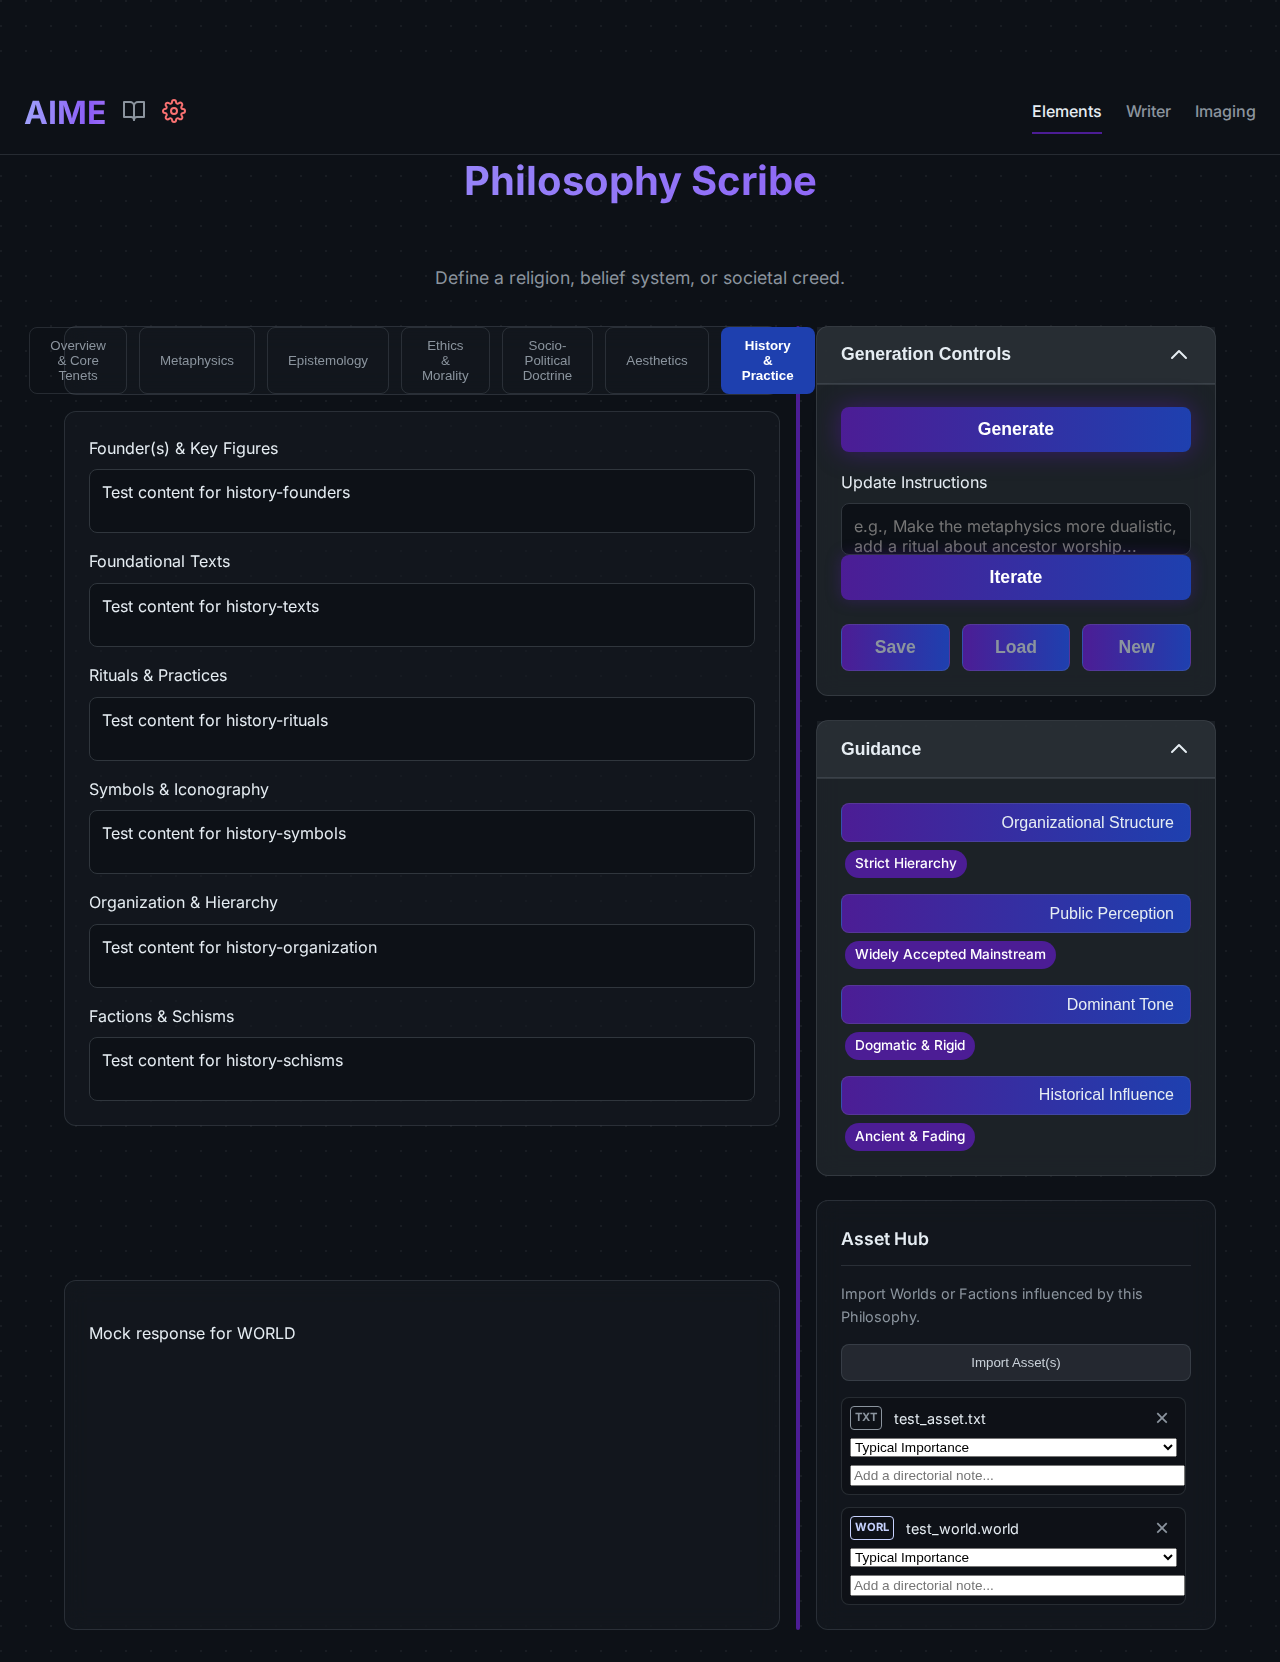 AIME
Elements
Writer
Imaging
Philosophy Scribe
Define a religion, belief system, or societal creed.
Overview
& Core
Tenets
Metaphysics
Epistemology
Ethics
&
Morality
Socio-
Political
Doctrine
Aesthetics
History
&
Practice
Founder(s) & Key Figures
Test content for history-founders
Foundational Texts
Test content for history-texts
Rituals & Practices
Test content for history-rituals
Symbols & Iconography
Test content for history-symbols
Organization & Hierarchy
Test content for history-organization
Factions & Schisms
Test content for history-schisms
Mock response for WORLD
Generation Controls
Generate
Update Instructions
e.g., Make the metaphysics more dualistic,
add a ritual about ancestor worship...
Iterate
Save
Load
New
Guidance
Organizational Structure
Strict Hierarchy
Public Perception
Widely Accepted Mainstream
Dominant Tone
Dogmatic & Rigid
Historical Influence
Ancient & Fading
Asset Hub
Import Worlds or Factions influenced by this
Philosophy.
Import Asset(s)
TXT
test_asset.txt
Typical Importance
Add a directorial note...
WORL
test_world.world
Typical Importance
Add a directorial note...